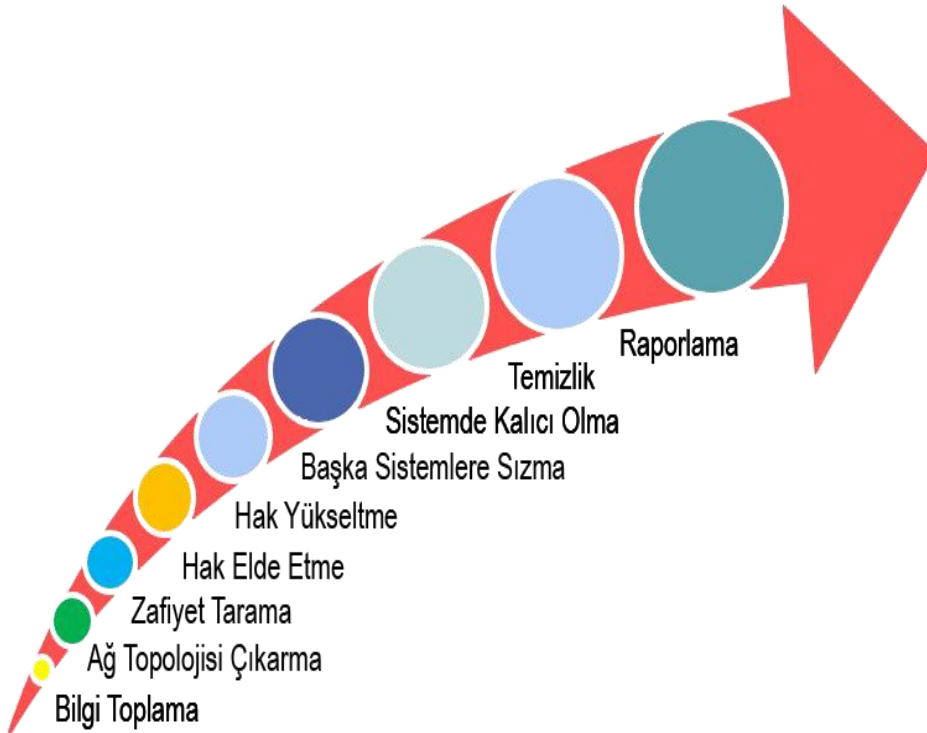 Raporlama
Temizlik
Sistemde Kalıcı Olma
Başka Sistemlere Sızma
Hak Yükseltme
Hak Elde Etme
Zafiyet Tarama
Ağ Topolojisi Çıkarma
Bilgi Toplama